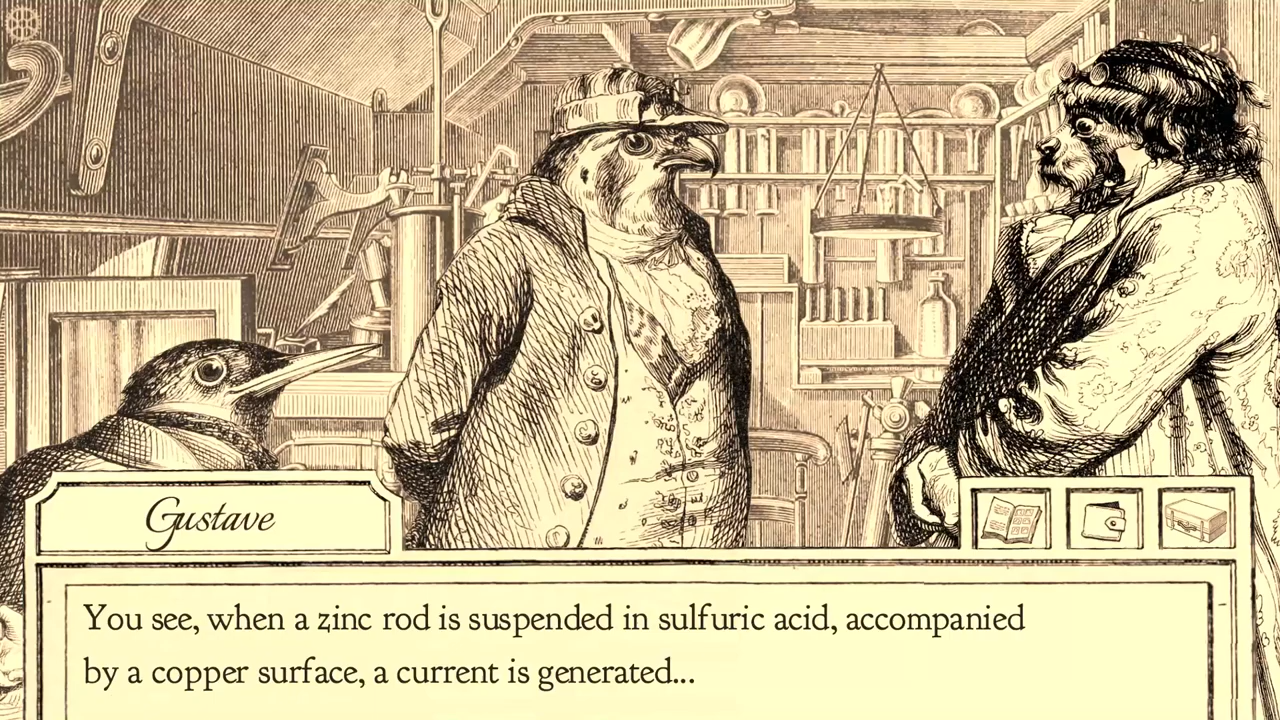 Gustave
You see, when a zinc rod is suspended in sulfuric acid, accompanied
by a copper surface, a current is generated...